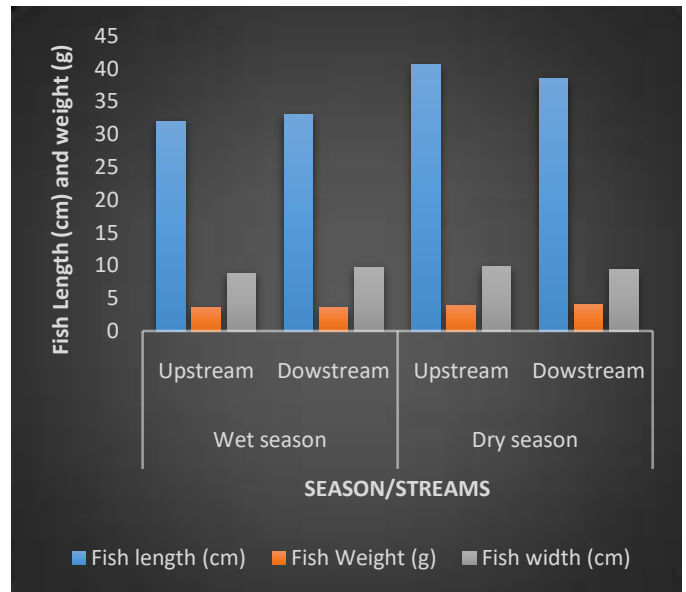 Fish Length (cm) and weight (g)
45
40
35
30
25
20
15
10
5
0
Upstream Dowstream Upstream Dowstream
Wet season Dry season
SEASON/STREAMS
Fish length (cm) Fish Weight (g) Fish width (cm)